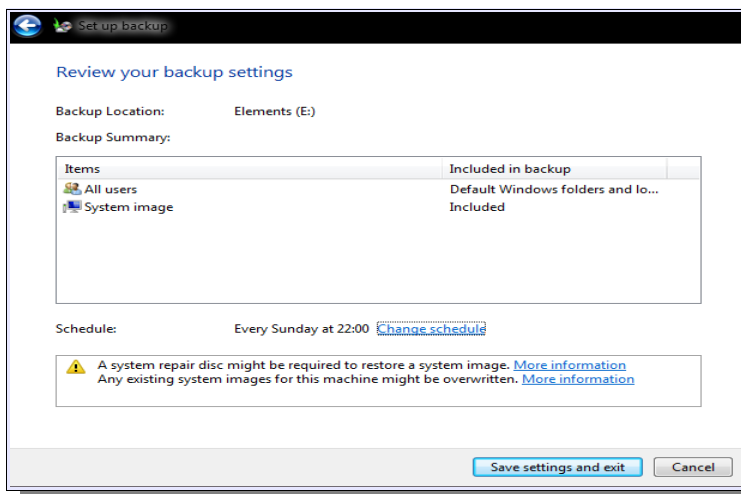 Set up backup
Review your backup settings
Backup Location: Elements (E:)
Backup Summary:
Items Included in backup
All users Default Windows folders and lo...
System image Included
Schedule: Every Sunday at 22:00 Change schedule
A system repair disc might be required to restore a system image. More information
Any existing system images for this machine might be overwritten. More information
Save settings and exit Cancel